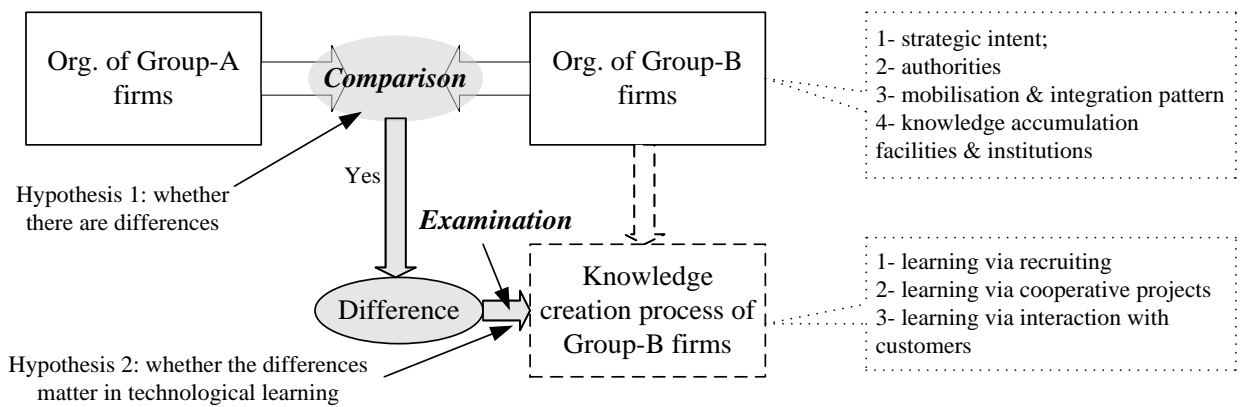 Org. of Group-A
firms
Comparison
Org. of Group-B
firms
1- strategic intent;
2- authorities
3- mobilisation & integration pattern
4- knowledge accumulation
facilities & institutions
Hypothesis 1: whether
there are differences
Yes
Examination
Difference
Knowledge
creation process of
Group-B firms
1- learning via recruiting
2- learning via cooperative projects
3- learning via interaction with
customers
Hypothesis 2: whether the differences
matter in technological learning